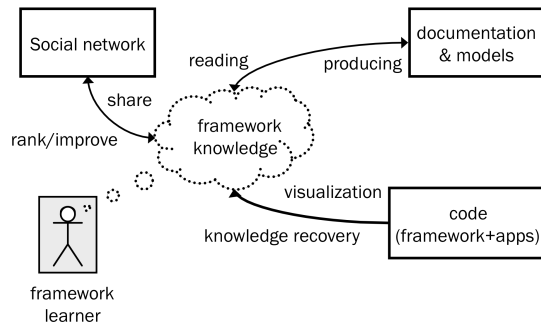 Social network
documentation
& models
reading
producing
share
rank/improve
framework
knowledge
visualization
knowledge recovery
code
(framework+apps)
framework
learner